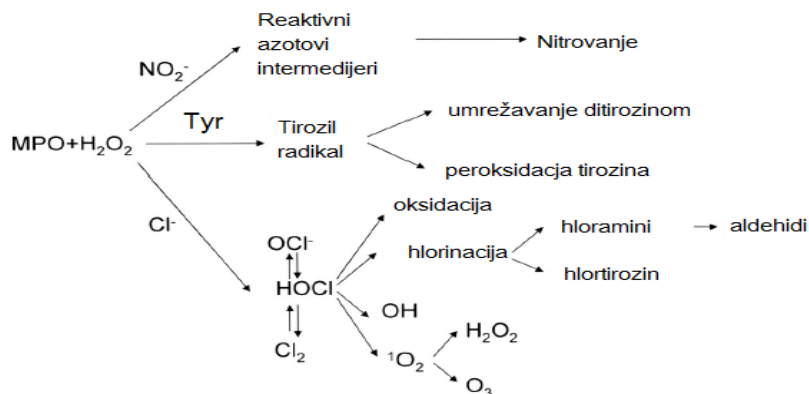 Reaktivni
azotovi
intermedijeri
Nitrovanje
NO₂⁻
Tyr
MPO+H₂O₂
Tirozil
radikal
umrežavanje ditirozinom
peroksidacja tirozina
Cl⁻
oksidacija
hlorinacija
hloramini
aldehidi
hlortirozin
OCl⁻
HOCl
Cl₂
OH
¹O₂
H₂O₂
O₃